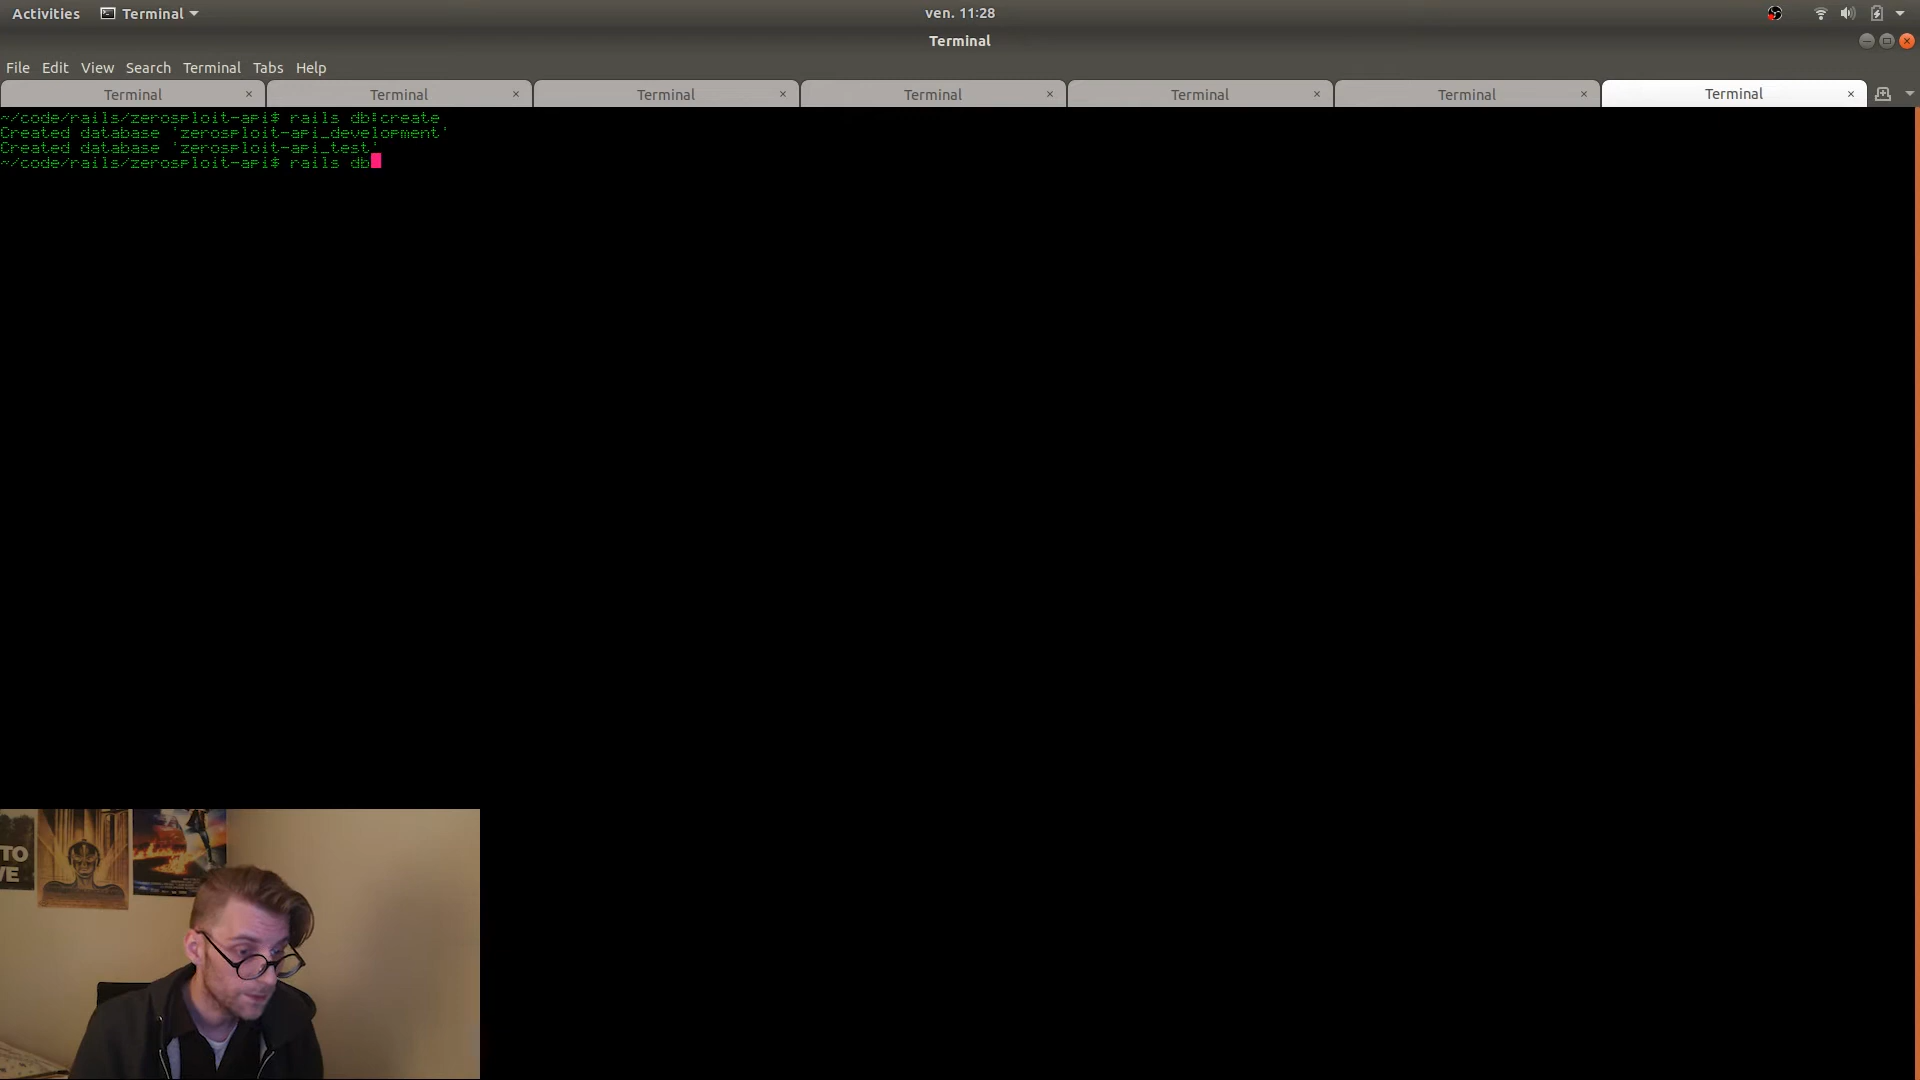 Activities Terminal ven. 11:28
Terminal
File Edit View Search Terminal Tabs Help
Terminal Terminal Terminal Terminal Terminal Terminal Terminal
~/code/rails/zerosploit-api$ rails db:create
Created database 'zerosploit-api_development'
Created database 'zerosploit-api_test'
~/code/rails/zerosploit-api$ rails db
TO
VE